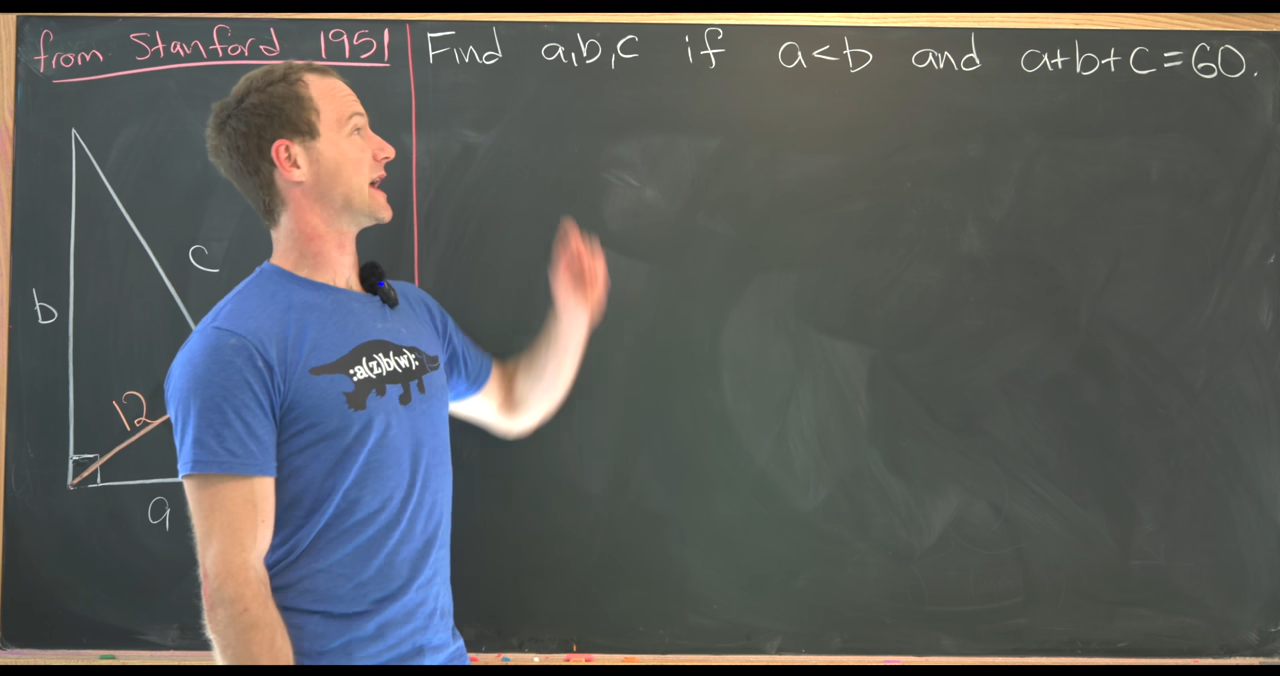 from Stanford 1951
Find a,b,c if a<b and a+b+c=60.
c
b
12
a
:a(z)b(w):